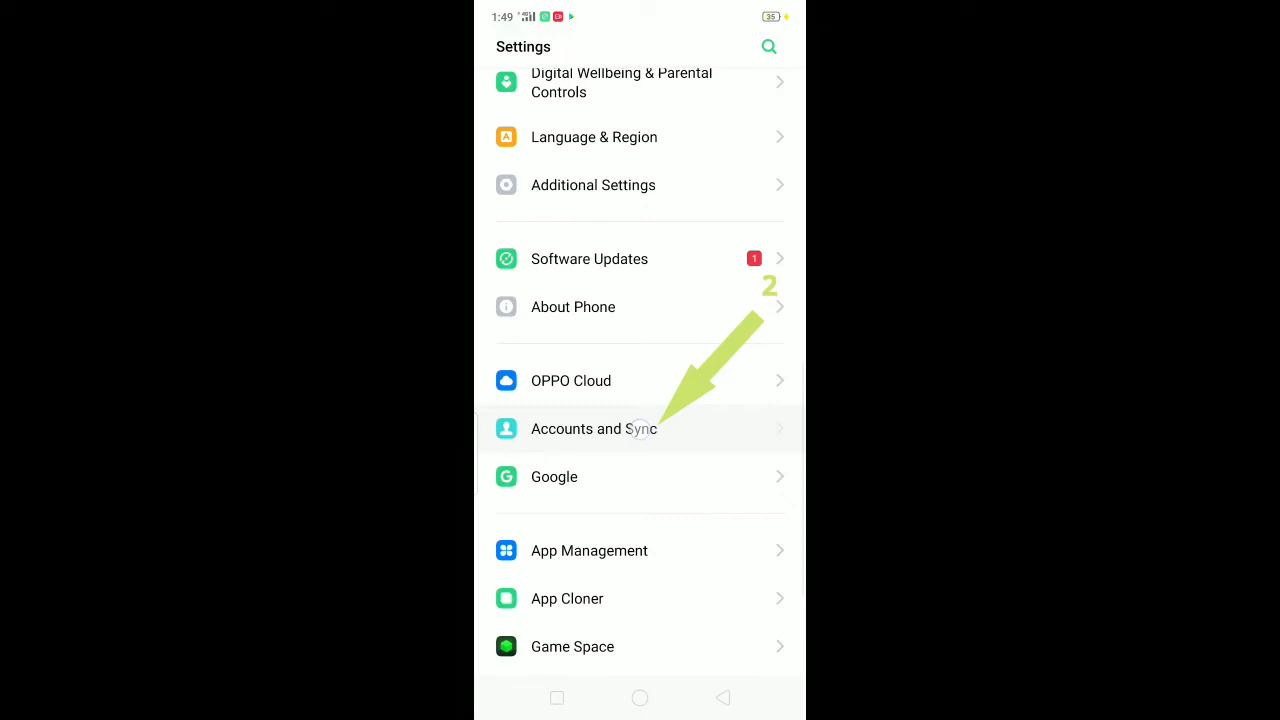 1:49
35
Settings
Digital Wellbeing & Parental
Controls
Language & Region
Additional Settings
Software Updates
1
2
About Phone
OPPO Cloud
Accounts and Sync
Google
App Management
App Cloner
Game Space